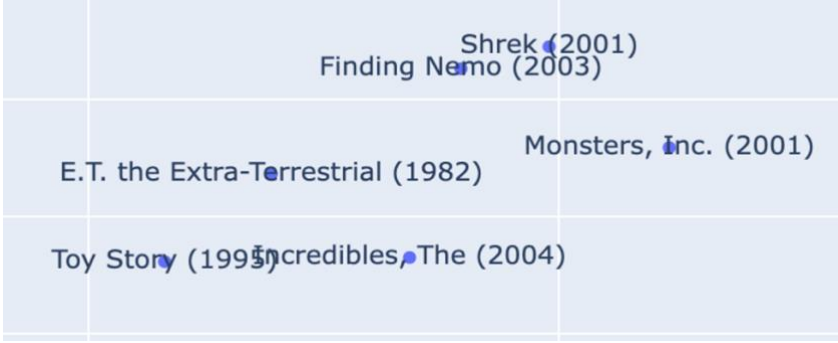 Shrek (2001)
Finding Nemo (2003)
Monsters, Inc. (2001)
E.T. the Extra-Terrestrial (1982)
Toy Story (1995)
Incredibles, The (2004)